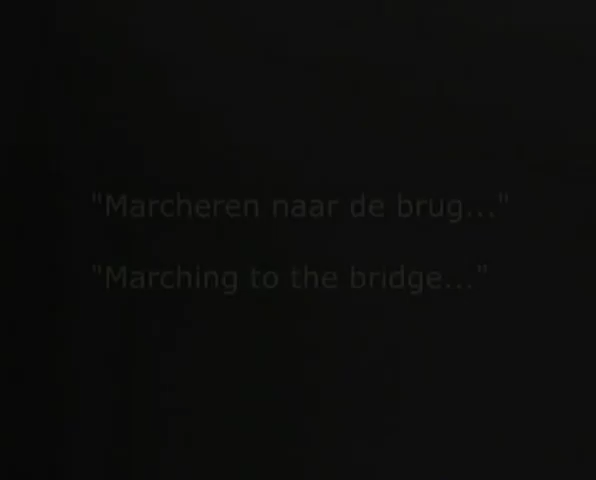 "Marcheren naar de brug..."
"Marching to the bridge..."